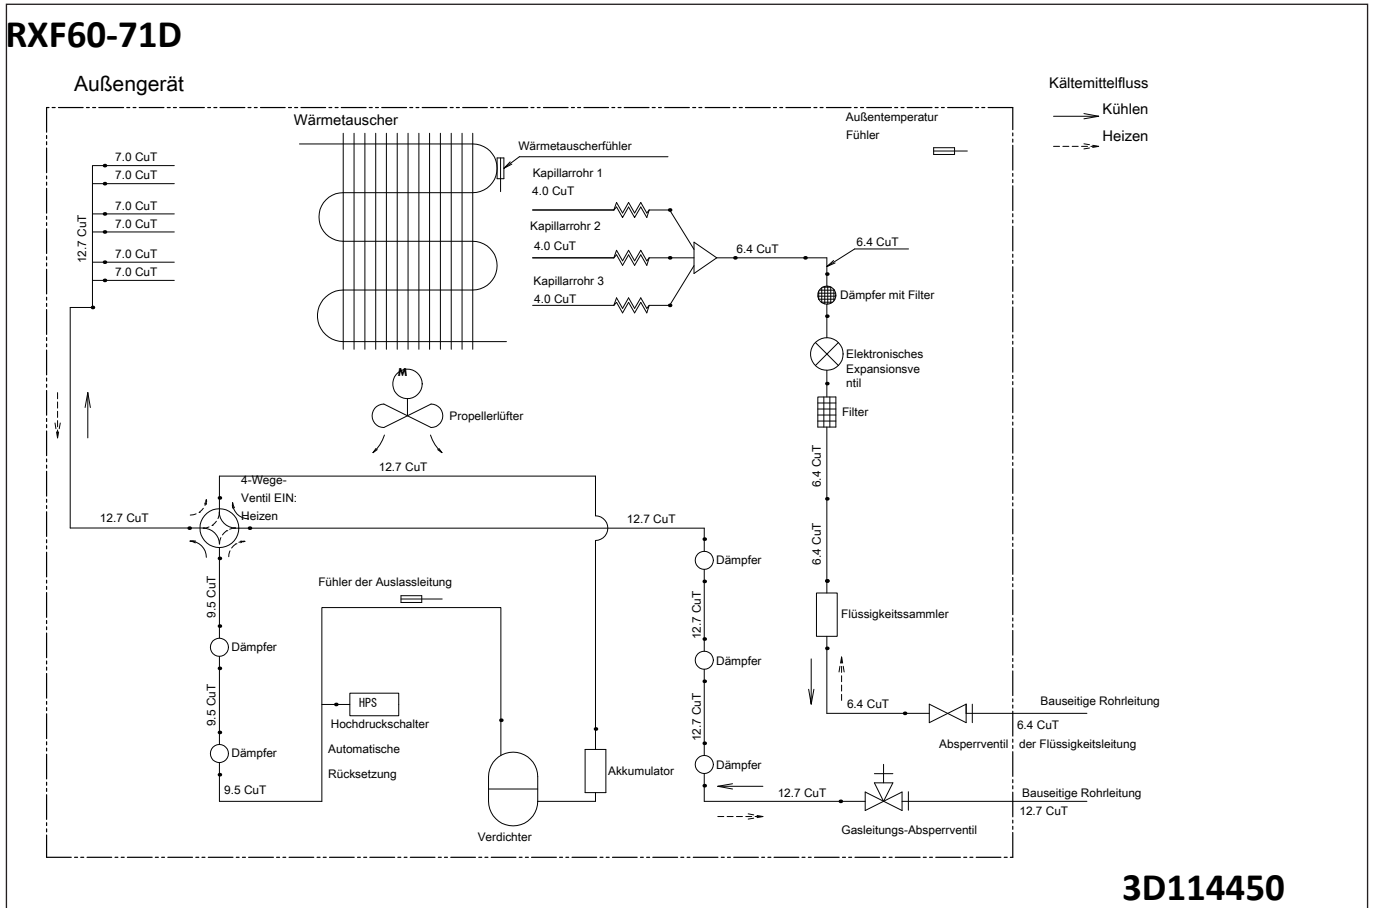 RXF60-71D
Außengerät
Kältemittelfluss
Kühlen
Heizen
Wärmetauscher
Außentemperatur
Fühler
Wärmetauscherfühler
7.0 CuT
7.0 CuT
7.0 CuT
7.0 CuT
7.0 CuT
7.0 CuT
12.7 CuT
Kapillarrohr 1
4.0 CuT
Kapillarrohr 2
4.0 CuT
Kapillarrohr 3
4.0 CuT
6.4 CuT
6.4 CuT
Dämpfer mit Filter
Elektronisches
Expansionsve
ntil
Filter
M
Propellerlüfter
12.7 CuT
4-Wege-
Ventil EIN:
Heizen
12.7 CuT
12.7 CuT
6.4 CuT
6.4 CuT
Dämpfer
Fühler der Auslassleitung
9.5 CuT
12.7 CuT
Flüssigkeitssammler
Dämpfer
Dämpfer
9.5 CuT
HPS
Hochdruckschalter
Automatische
Rücksetzung
12.7 CuT
6.4 CuT
Bauseitige Rohrleitung
6.4 CuT
Absperrventil der Flüssigkeitsleitung
Dämpfer
Dämpfer
Akkumulator
9.5 CuT
12.7 CuT
Bauseitige Rohrleitung
12.7 CuT
Verdichter
Gasleitungs-Absperrventil
3D114450